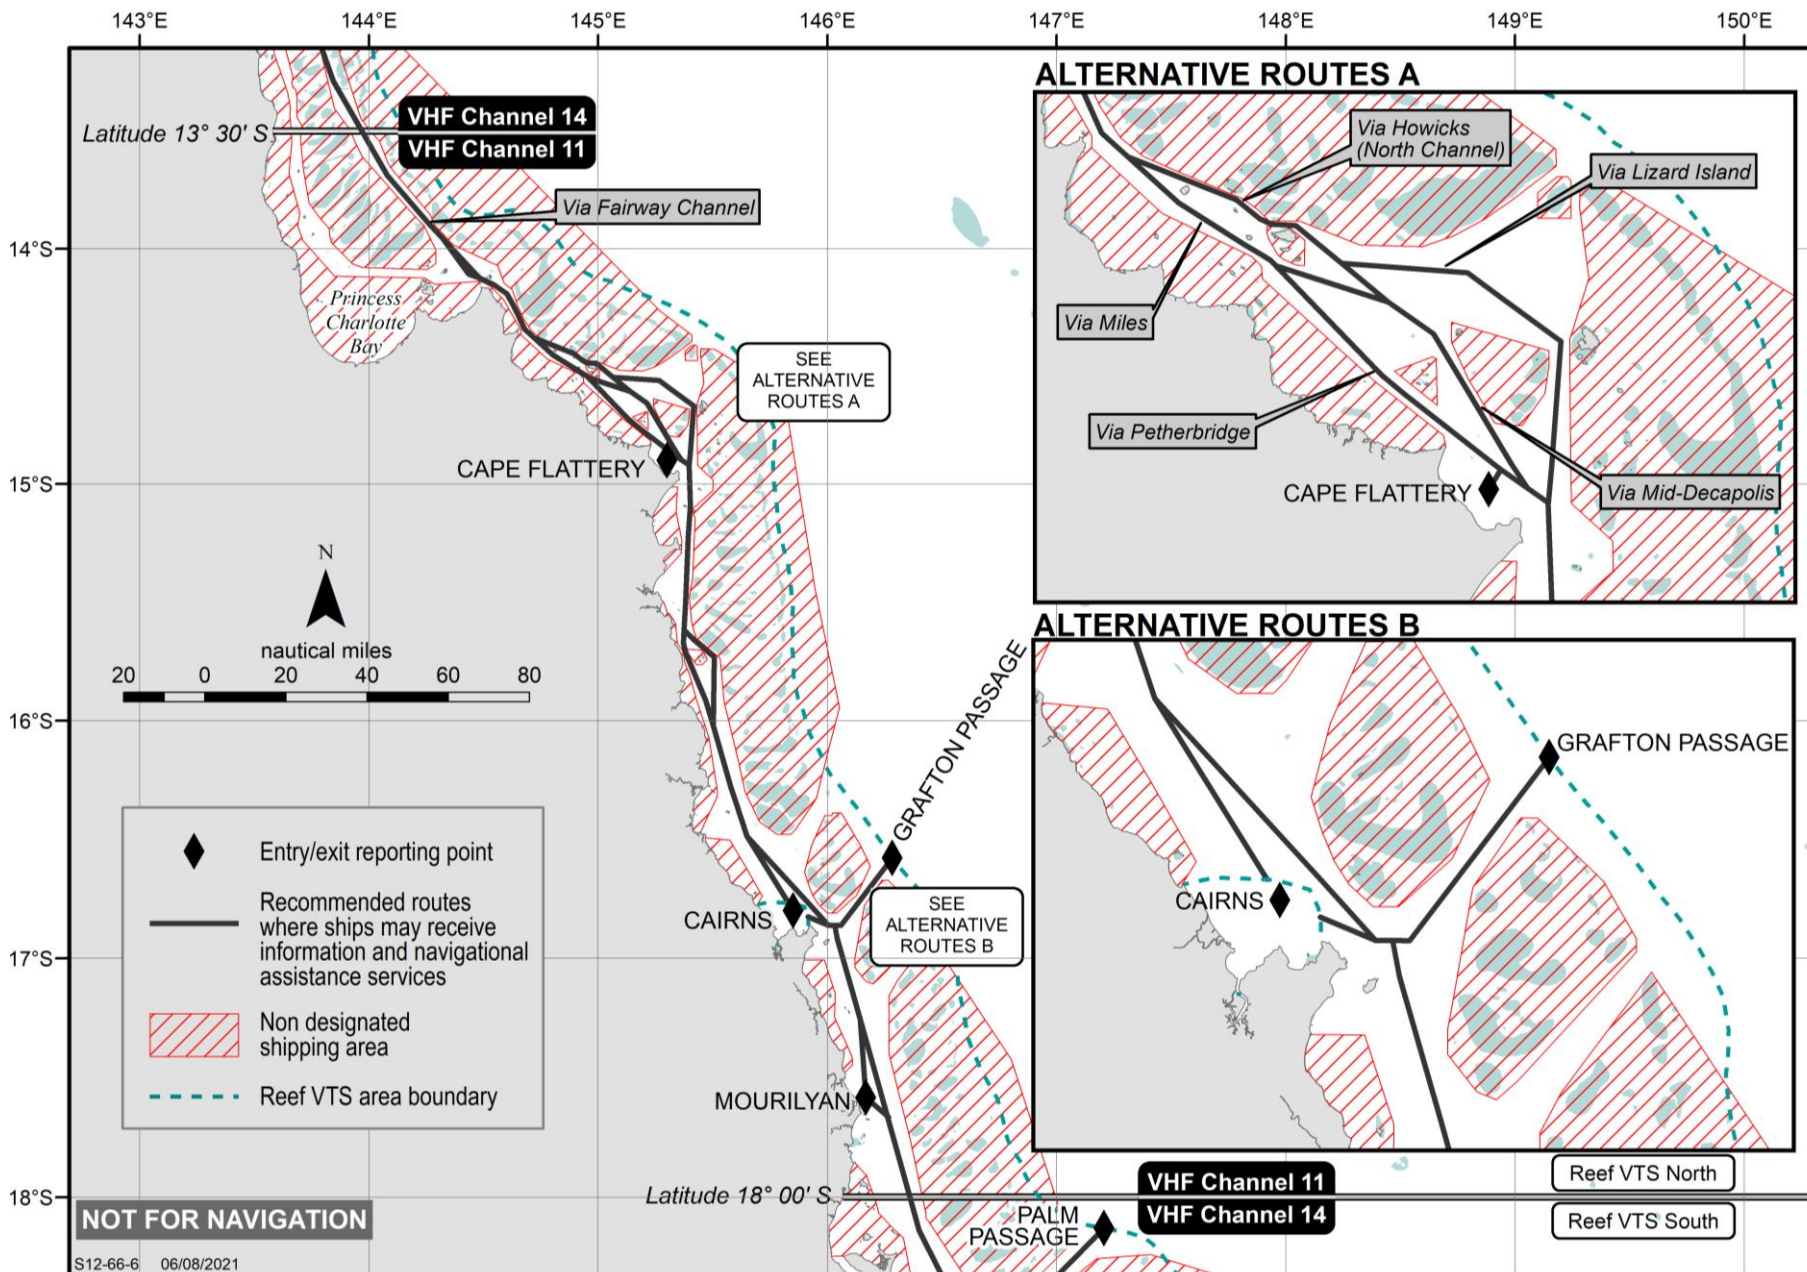 143°E 144°E 145°E 146°E 147°E 148°E 149°E 150°E
ALTERNATIVE ROUTES A
VHF Channel 14
Latitude 13° 30' S
VHF Channel 11
Via Fairway Channel
14°S
Princess
Charlotte
Bay
SEE
ALTERNATIVE
ROUTES A
CAPE FLATTERY
15°S
Via Howicks
(North Channel)
Via Lizard Island
Via Miles
Via Petherbridge
CAPE FLATTERY
Via Mid-Decapolis
N
nautical miles
20 0 20 40 60 80
16°S
GRAFTON PASSAGE
ALTERNATIVE ROUTES B
GRAFTON PASSAGE
CAIRNS
Entry/exit reporting point
Recommended routes
where ships may receive
information and navigational
assistance services
Non designated
shipping area
Reef VTS area boundary
CAIRNS
SEE
ALTERNATIVE
ROUTES B
17°S
MOURILYAN
18°S
Latitude 18° 00' S
VHF Channel 11
VHF Channel 14
Reef VTS North
Reef VTS South
PALM
PASSAGE
NOT FOR NAVIGATION
S12-66-6 06/08/2021